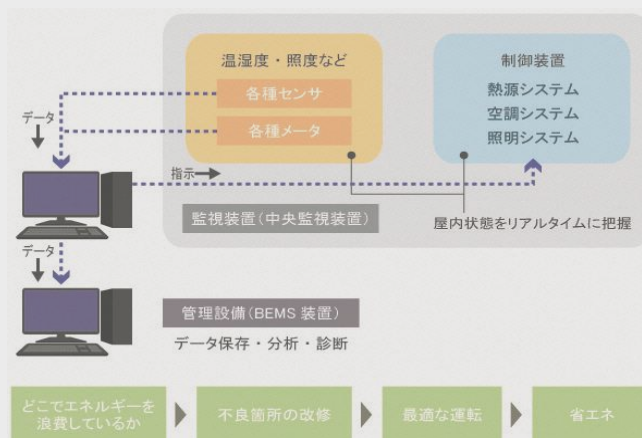 温湿度・照度など
各種センサ
各種メータ
制御装置
熱源システム
空調システム
照明システム
データ
指示
監視装置（中央監視装置）
屋内状態をリアルタイムに把握
データ
管理設備（BEMS 装置）
データ保存・分析・診断
どこでエネルギーを
浪費しているか
不良箇所の改修
最適な運転
省エネ